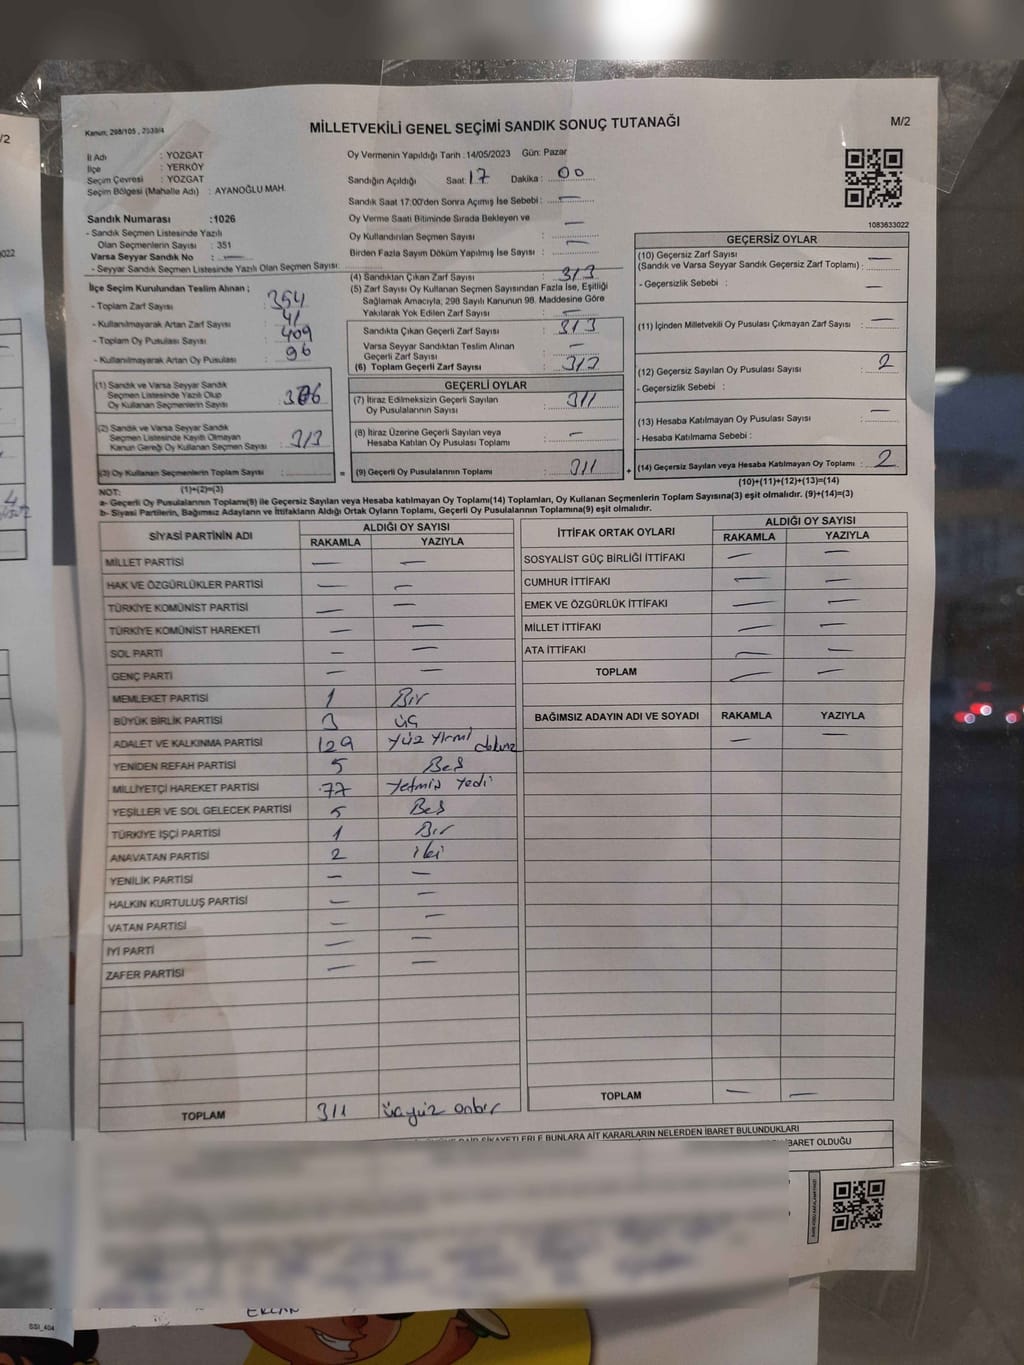 Kanun: 298/105 , 2839/4
MİLLETVEKİLİ GENEL SEÇİMİ SANDIK SONUÇ TUTANAĞI
M/2
İl Adı : YOZGAT
İlçe : YERKÖY
Seçim Çevresi : YOZGAT
Seçim Bölgesi (Mahalle Adı) : AYANOĞLU MAH.
Oy Vermenin Yapıldığı Tarih :14/05/2023 Gün: Pazar
Sandığın Açıldığı Saat 17 Dakika : 00
Sandık Saat 17:00'den Sonra Açımış İse Sebebi : —
Oy Verme Saati Bitiminde Sırada Bekleyen ve
Oy Kullandırılan Seçmen Sayısı : —
Birden Fazla Sayım Döküm Yapılmış İse Sayısı : —
1083633022
Sandık Numarası :1026
- Sandık Seçmen Listesinde Yazılı
Olan Seçmenlerin Sayısı : 351
Varsa Seyyar Sandık No : —
- Seyyar Sandık Seçmen Listesinde Yazılı Olan Seçmen Sayısı:
İlçe Seçim Kurulundan Teslim Alınan ;
- Toplam Zarf Sayısı : 354
- Kullanılmayarak Artan Zarf Sayısı : 41
- Toplam Oy Pusulası Sayısı : 409
- Kullanılmayarak Artan Oy Pusulası : 96
(1) Sandık ve Varsa Seyyar Sandık
Seçmen Listesinde Yazılı Olup
Oy Kullanan Seçmenlerin Sayısı :
(2) Sandık ve Varsa Seyyar Sandık
Seçmen Listesinde Kayıtlı Olmayan
Kanun Gereği Oy Kullanan Seçmen Sayısı : 313
(3) Oy Kullanan Seçmenlerin Toplam Sayısı :
(1)+(2)=(3)
(4) Sandıktan Çıkan Zarf Sayısı : 313
(5) Zarf Sayısı Oy Kullanan Seçmen Sayısından Fazla İse, Eşitliği
Sağlamak Amacıyla, 298 Sayılı Kanunun 98. Maddesine Göre
Yakılarak Yok Edilen Zarf Sayısı : —
Sandıkta Çıkan Geçerli Zarf Sayısı : 313
Varsa Seyyar Sandıktan Teslim Alınan
Geçerli Zarf Sayısı : —
(6) Toplam Geçerli Zarf Sayısı : 313
GEÇERLİ OYLAR
(7) İtiraz Edilmeksizin Geçerli Sayılan
Oy Pusulalarının Sayısı : 311
(8) İtiraz Üzerine Geçerli Sayılan veya
Hesaba Katılan Oy Pusulası Toplamı : —
= (9) Geçerli Oy Pusulalarının Toplamı : 311 +
GEÇERSİZ OYLAR
(10) Geçersiz Zarf Sayısı
(Sandık ve Varsa Seyyar Sandık Geçersiz Zarf Toplamı) : —
- Geçersizlik Sebebi : —
(11) İçinden Milletvekili Oy Pusulası Çıkmayan Zarf Sayısı : —
(12) Geçersiz Sayılan Oy Pusulası Sayısı : 2
- Geçersizlik Sebebi :
(13) Hesaba Katılmayan Oy Pusulası Sayısı : —
- Hesaba Katılmama Sebebi :
(14) Geçersiz Sayılan veya Hesaba Katılmayan Oy Toplamı : 2
(10)+(11)+(12)+(13)=(14)
NOT:
a- Geçerli Oy Pusulalarının Toplamı(9) ile Geçersiz Sayılan veya Hesaba katılmayan Oy Toplamı(14) Toplamları, Oy Kullanan Seçmenlerin Toplam Sayısına(3) eşit olmalıdır. (9)+(14)=(3)
b- Siyasi Partilerin, Bağımsız Adayların ve İttifakların Aldığı Ortak Oyların Toplamı, Geçerli Oy Pusulalarının Toplamına(9) eşit olmalıdır.
SİYASİ PARTİNİN ADI ALDIĞI OY SAYISI
RAKAMLA YAZIYLA
MİLLET PARTİSİ — —
HAK VE ÖZGÜRLÜKLER PARTİSİ — —
TÜRKİYE KOMÜNİST PARTİSİ — —
TÜRKİYE KOMÜNİST HAREKETİ — —
SOL PARTİ — —
GENÇ PARTİ — —
MEMLEKET PARTİSİ 1 Bir
BÜYÜK BİRLİK PARTİSİ 3 üç
ADALET VE KALKINMA PARTİSİ 129 Yüz Yirmi dokuz
YENİDEN REFAH PARTİSİ 5 Beş
MİLLİYETÇİ HAREKET PARTİSİ 77 Yetmiş Yedi
YEŞİLLER VE SOL GELECEK PARTİSİ 5 Beş
TÜRKİYE İŞÇİ PARTİSİ 1 Bir
ANAVATAN PARTİSİ 2 iki
YENİLİK PARTİSİ — —
HALKIN KURTULUŞ PARTİSİ — —
VATAN PARTİSİ — —
İYİ PARTİ — —
ZAFER PARTİSİ — —
TOPLAM 311 üçyüz onbir
İTTİFAK ORTAK OYLARI ALDIĞI OY SAYISI
RAKAMLA YAZIYLA
SOSYALİST GÜÇ BİRLİĞİ İTTİFAKI — —
CUMHUR İTTİFAKI — —
EMEK VE ÖZGÜRLÜK İTTİFAKI — —
MİLLET İTTİFAKI — —
ATA İTTİFAKI — —
TOPLAM — —
BAĞIMSIZ ADAYIN ADI VE SOYADI RAKAMLA YAZIYLA
— —
TOPLAM — —
BUNLARA AİT KARARLARIN NELERDEN İBARET BULUNDUKLARI
İBARET OLDUĞU
ERCAN
SSI_404